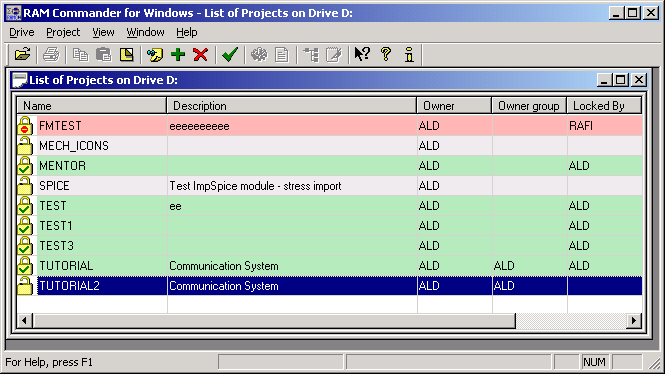 RAM Commander for Windows - List of Projects on Drive D:
Drive Project View Window Help
List of Projects on Drive D:
Name Description Owner Owner group Locked By
FMTEST eeeeeeeeee ALD RAFI
MECH_ICONS ALD
MENTOR ALD ALD
SPICE Test ImpSpice module - stress import ALD
TEST ee ALD ALD
TEST1 ALD ALD
TEST3 ALD ALD
TUTORIAL Communication System ALD ALD ALD
TUTORIAL2 Communication System ALD ALD
For Help, press F1 NUM